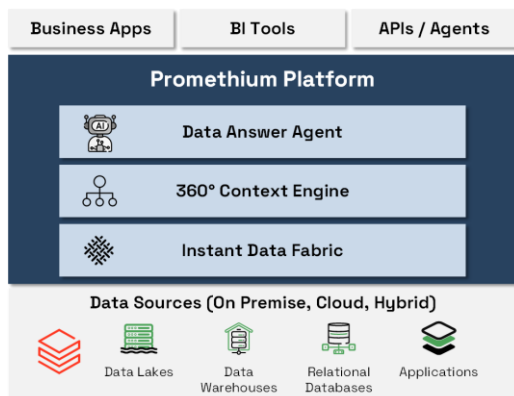 Business Apps
BI Tools
APIs / Agents
Promethium Platform
AI
Data Answer Agent
360° Context Engine
Instant Data Fabric
Data Sources (On Premise, Cloud, Hybrid)
Data Lakes
Data
Warehouses
Relational
Databases
Applications